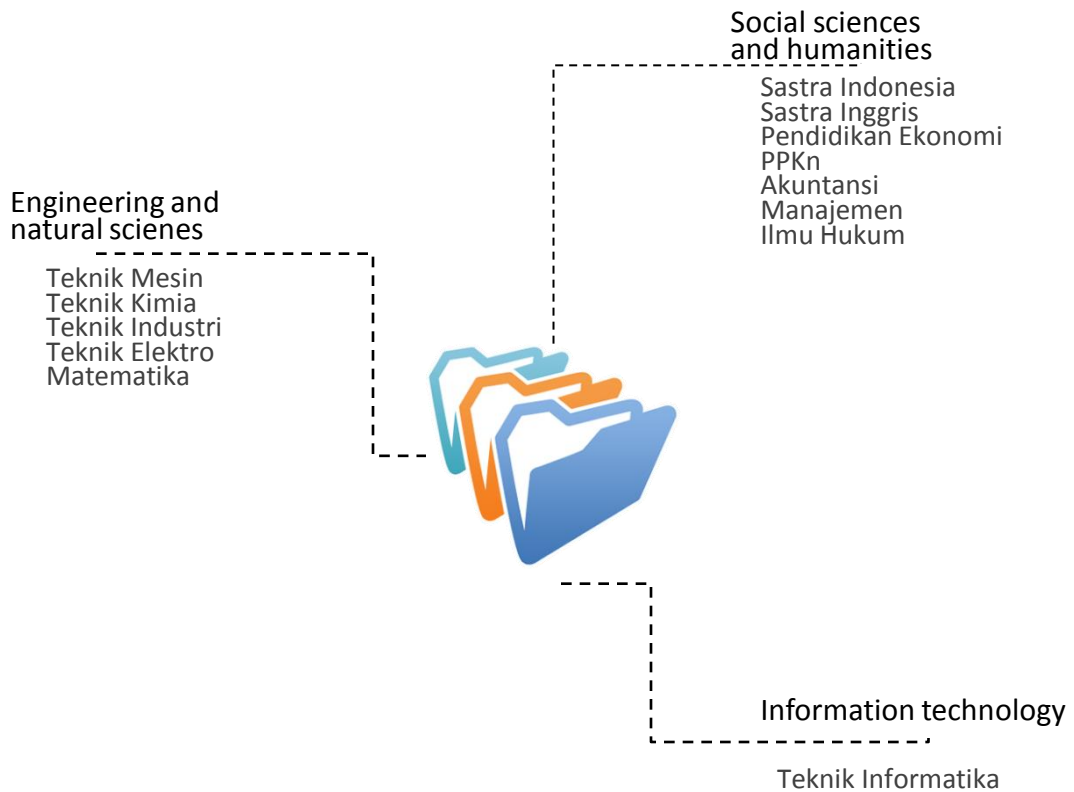 Social sciences
and humanities
Sastra Indonesia
Sastra Inggris
Pendidikan Ekonomi
PPKn
Akuntansi
Manajemen
Ilmu Hukum
Engineering and
natural scienes
Teknik Mesin
Teknik Kimia
Teknik Industri
Teknik Elektro
Matematika
Information technology
Teknik Informatika